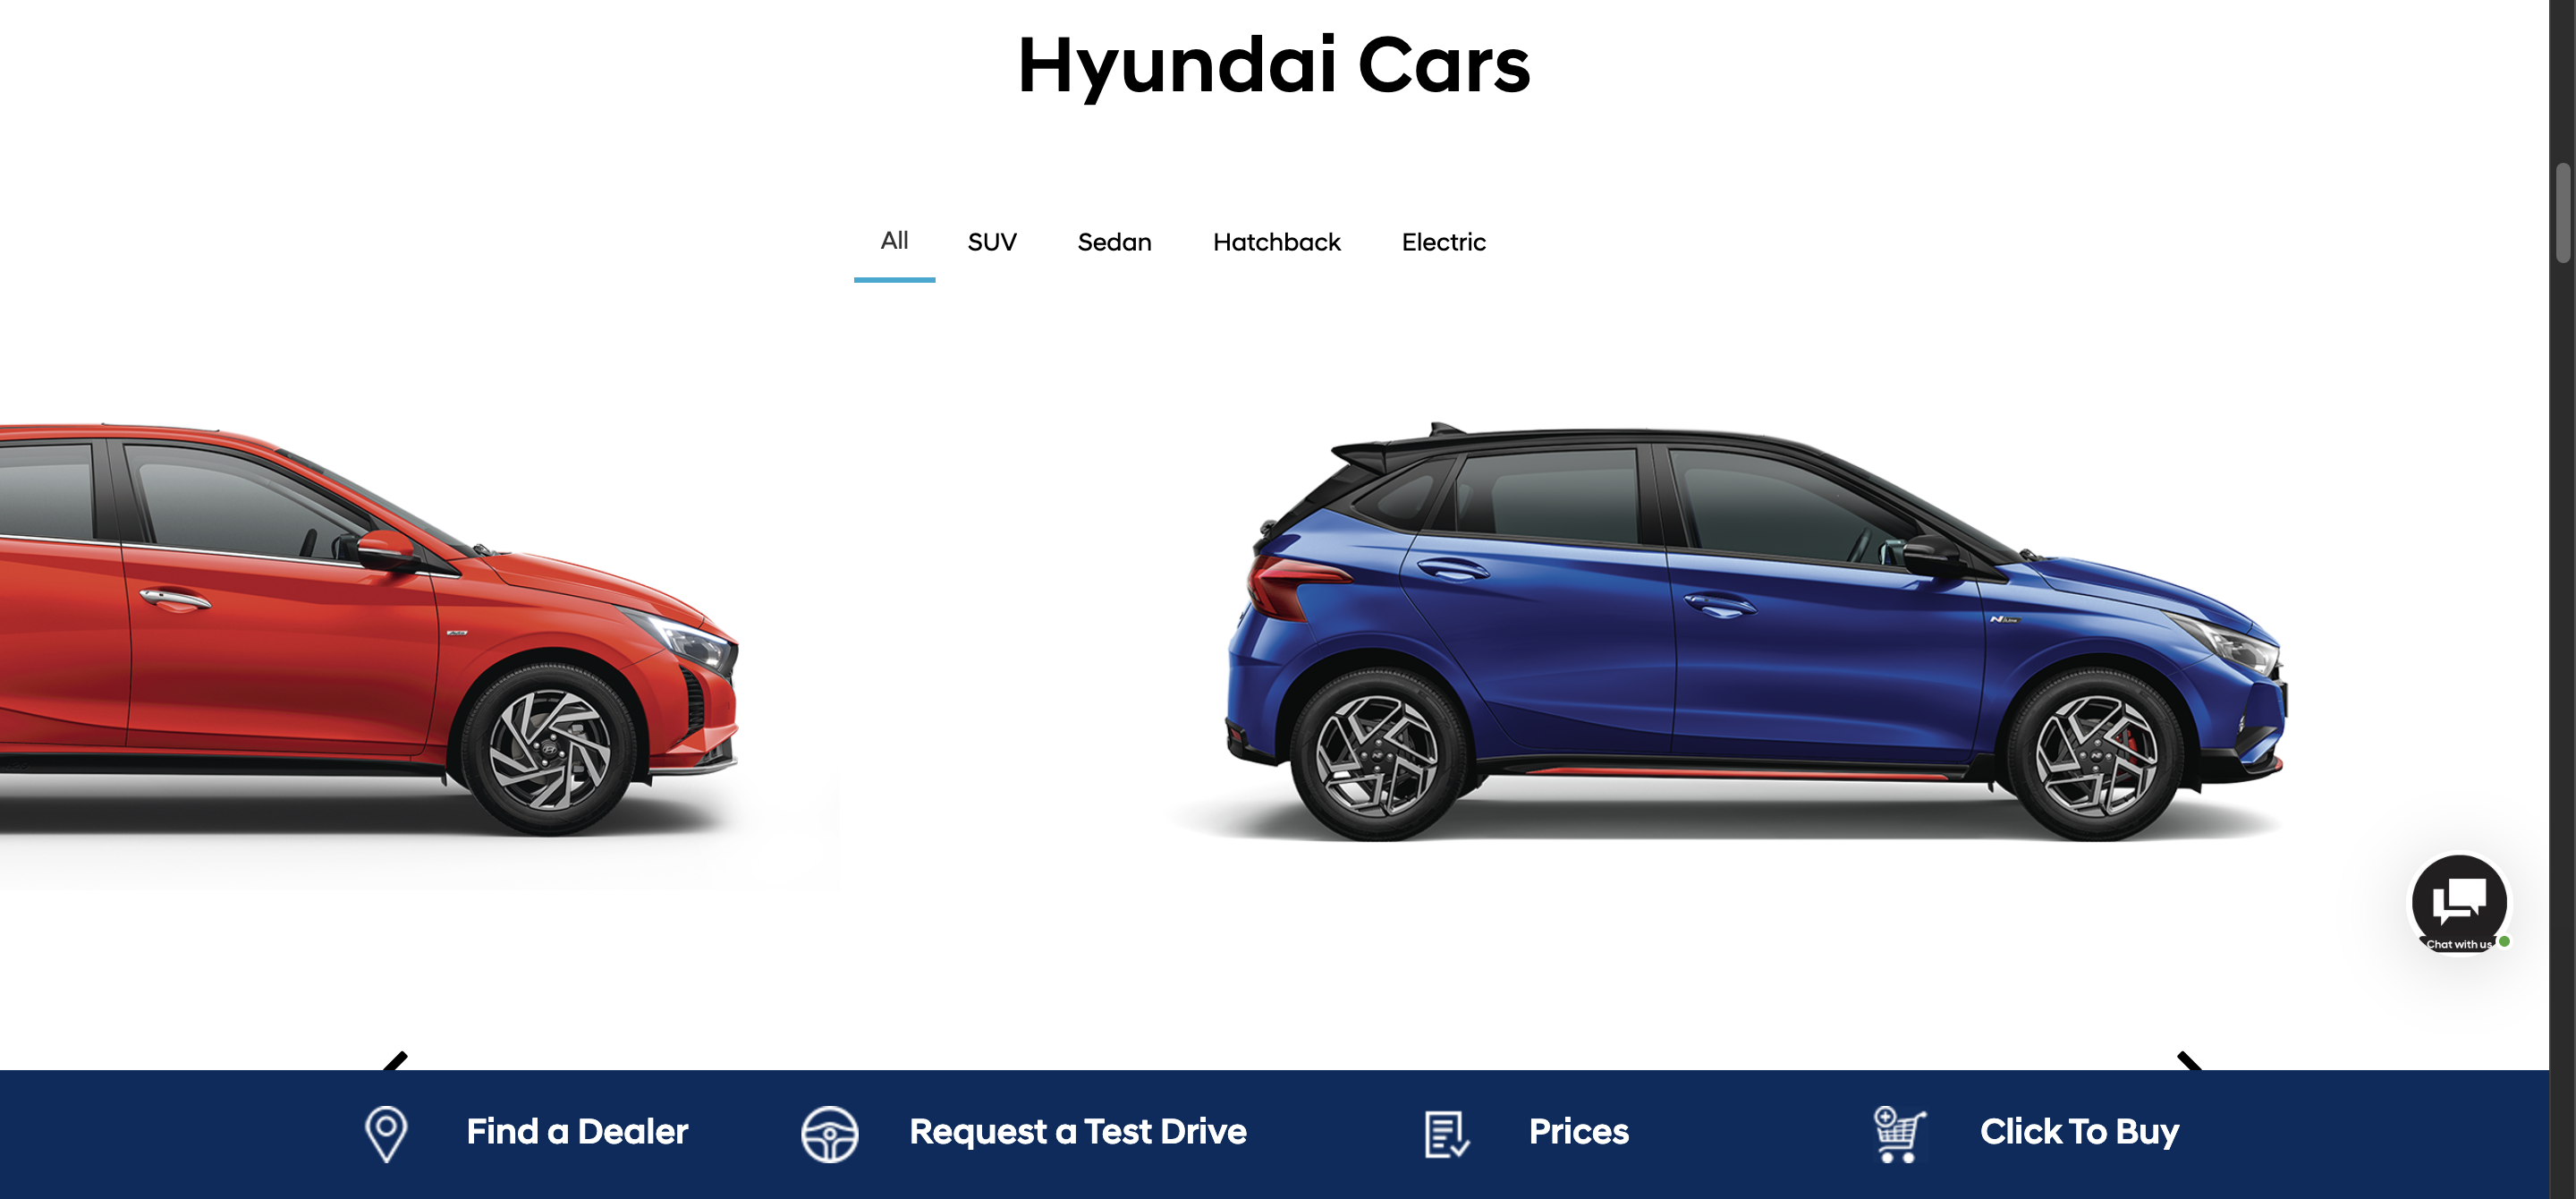 Hyundai Cars
All
SUV
Sedan
Hatchback
Electric
N Line
Chat with us
Find a Dealer
Request a Test Drive
Prices
Click To Buy